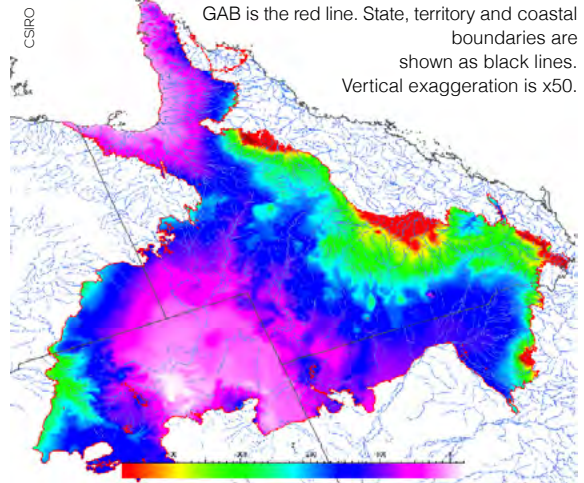 CSIRO
GAB is the red line. State, territory and coastal
boundaries are
shown as black lines.
Vertical exaggeration is x50.